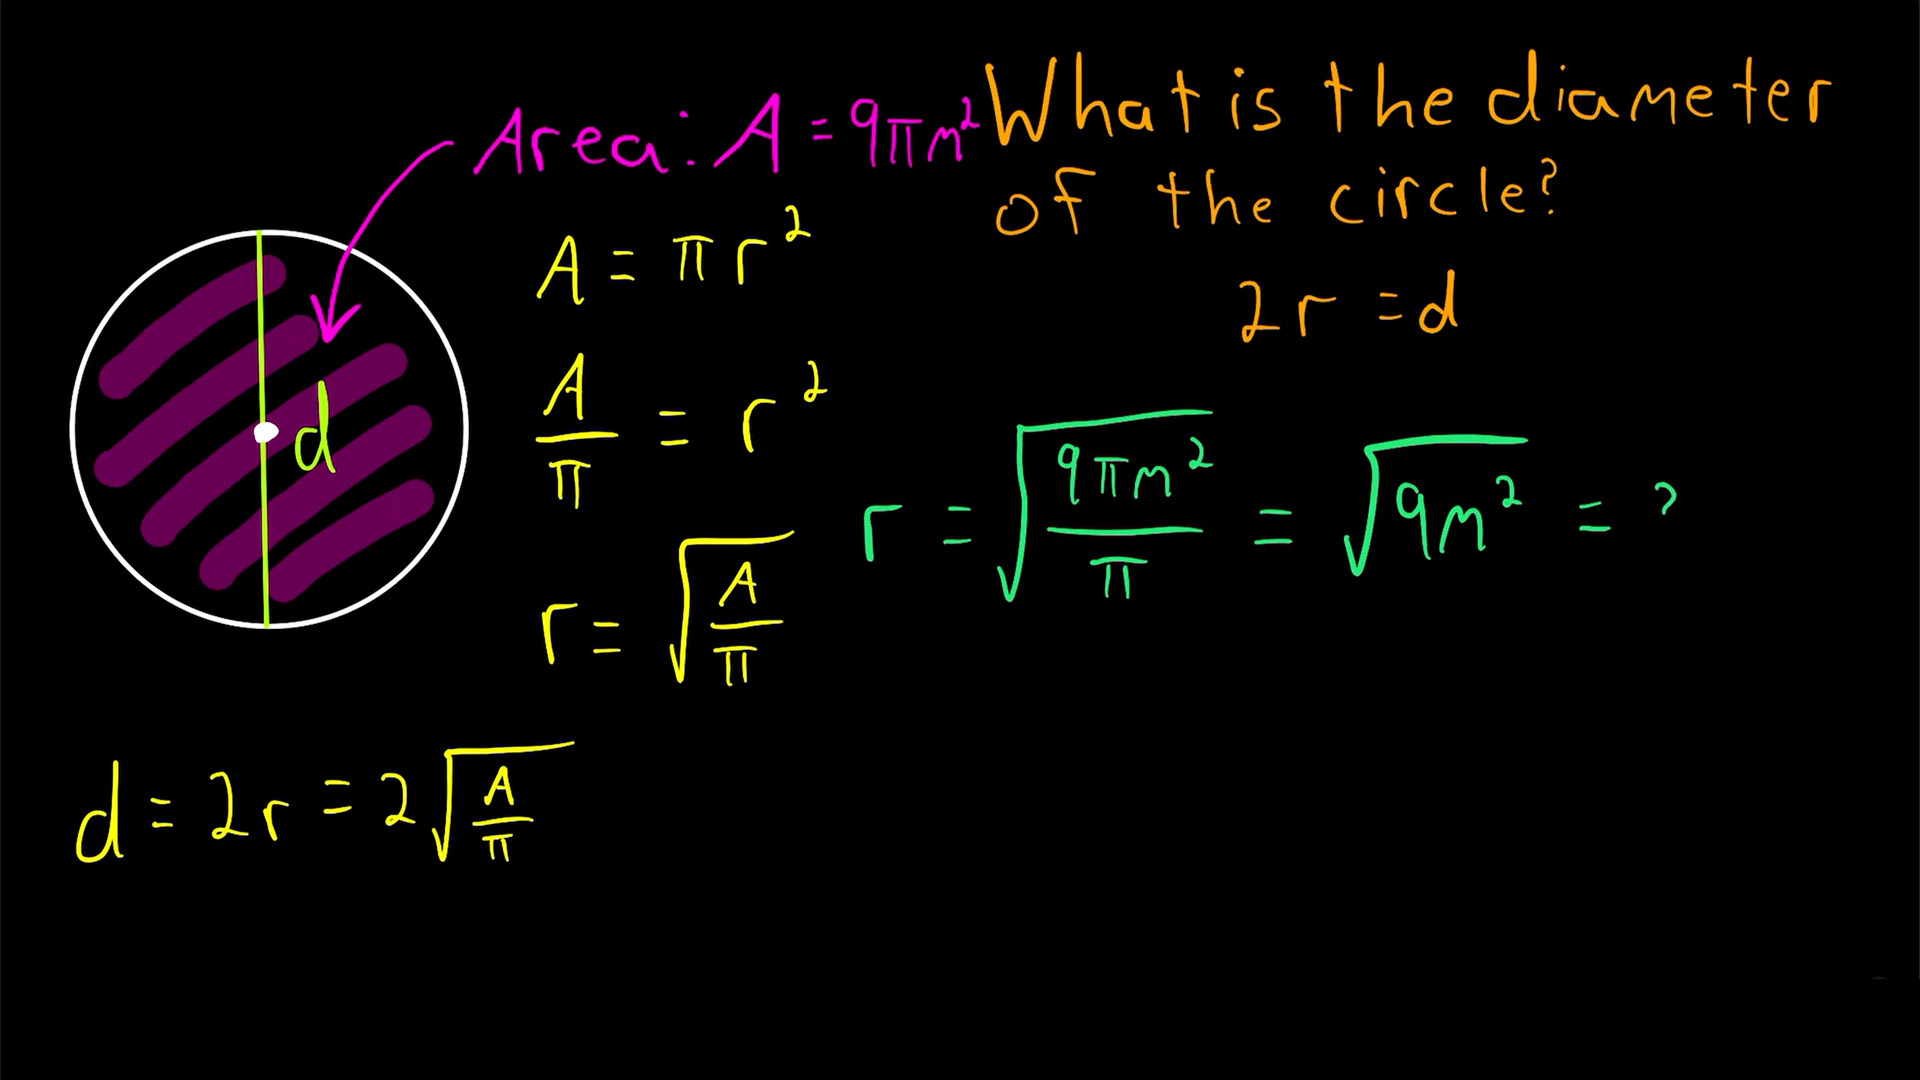 Area: A = 9πm²
What is the diameter
of the circle?
2r = d
A = πr²
A/π = r²
r = √(A/π)
r = √(9πm²/π) = √(9m²) = ?
d
d = 2r = 2√(A/π)